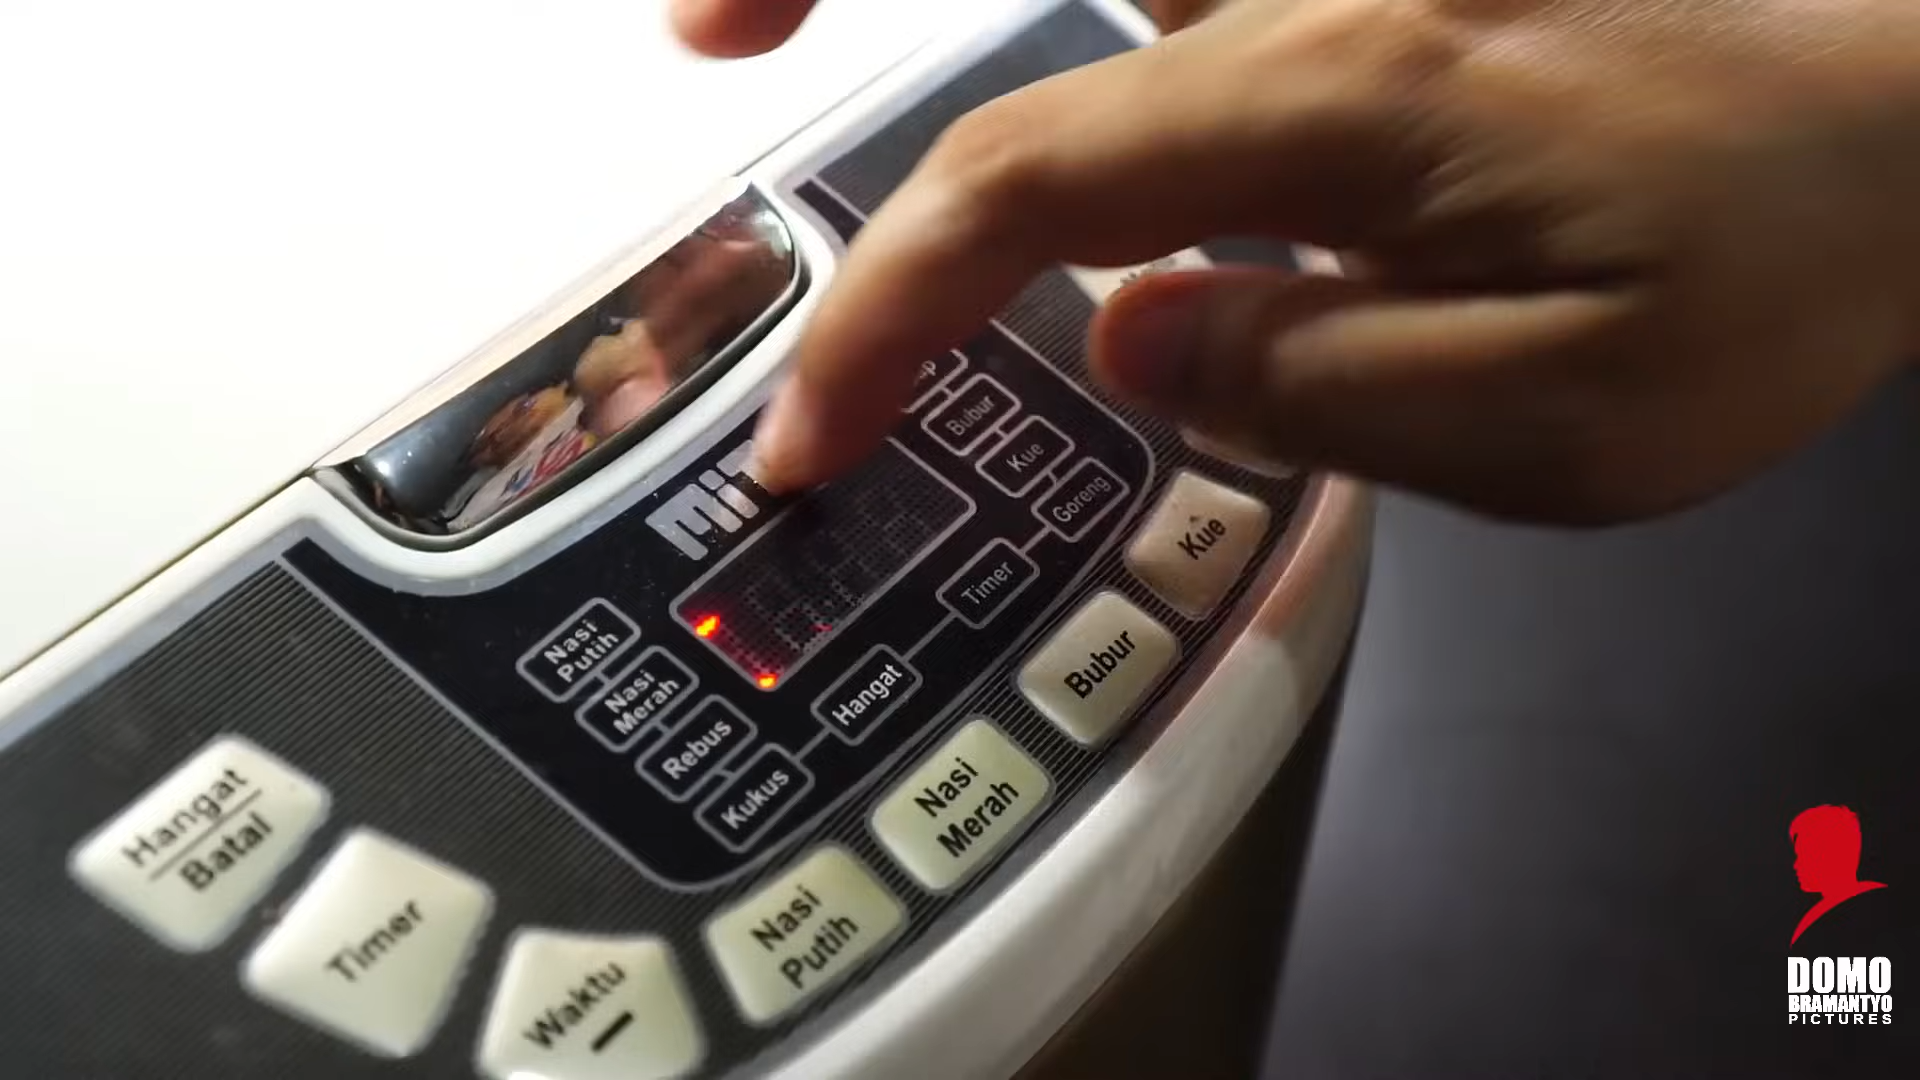 Bubur
Kue
Goreng
Timer
Hangat
Nasi
Putih
Nasi
Merah
Rebus
Kukus
Kue
Bubur
Nasi
Merah
Nasi
Putih
Hangat
Batal
Timer
Waktu
–
DOMO
BRAMANTYO
PICTURES